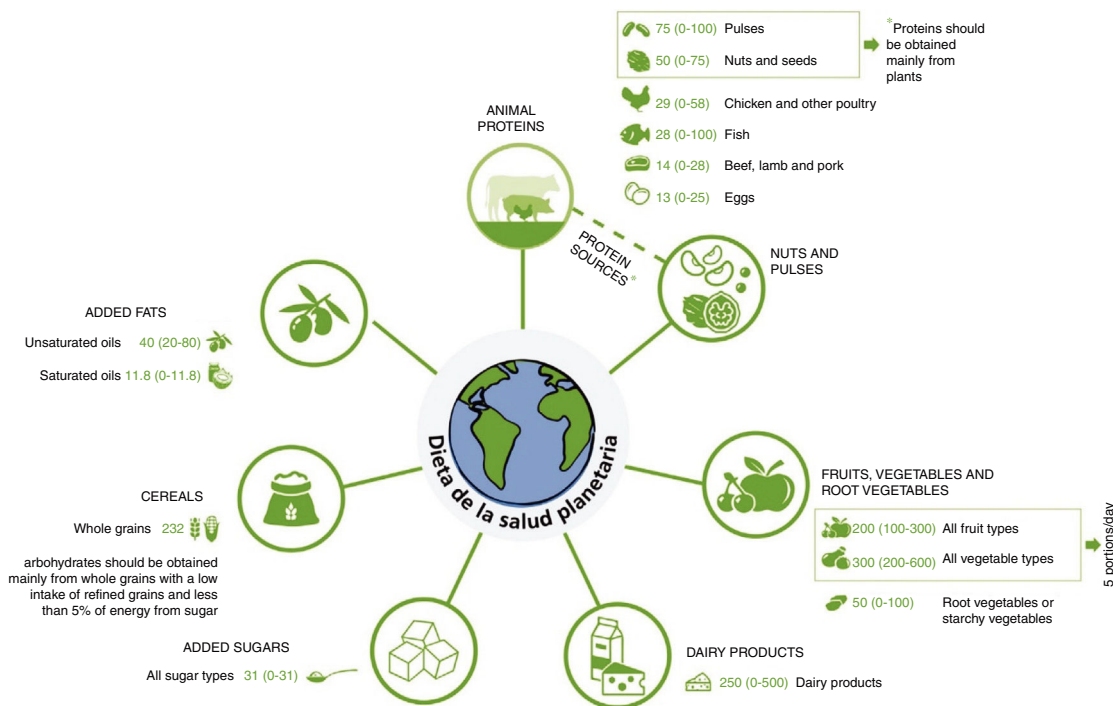 75 (0-100) Pulses
50 (0-75) Nuts and seeds
*Proteins should
be obtained
mainly from
plants
29 (0-58) Chicken and other poultry
28 (0-100) Fish
14 (0-28) Beef, lamb and pork
13 (0-25) Eggs
ANIMAL
PROTEINS
PROTEIN
SOURCES *
NUTS AND
PULSES
ADDED FATS
Unsaturated oils 40 (20-80)
Saturated oils 11.8 (0-11.8)
Dieta de la salud planetaria
CEREALS
Whole grains 232
arbohydrates should be obtained
mainly from whole grains with a low
intake of refined grains and less
than 5% of energy from sugar
FRUITS, VEGETABLES AND
ROOT VEGETABLES
200 (100-300) All fruit types
300 (200-600) All vegetable types
5 portions/day
50 (0-100) Root vegetables or
starchy vegetables
ADDED SUGARS
All sugar types 31 (0-31)
DAIRY PRODUCTS
250 (0-500) Dairy products